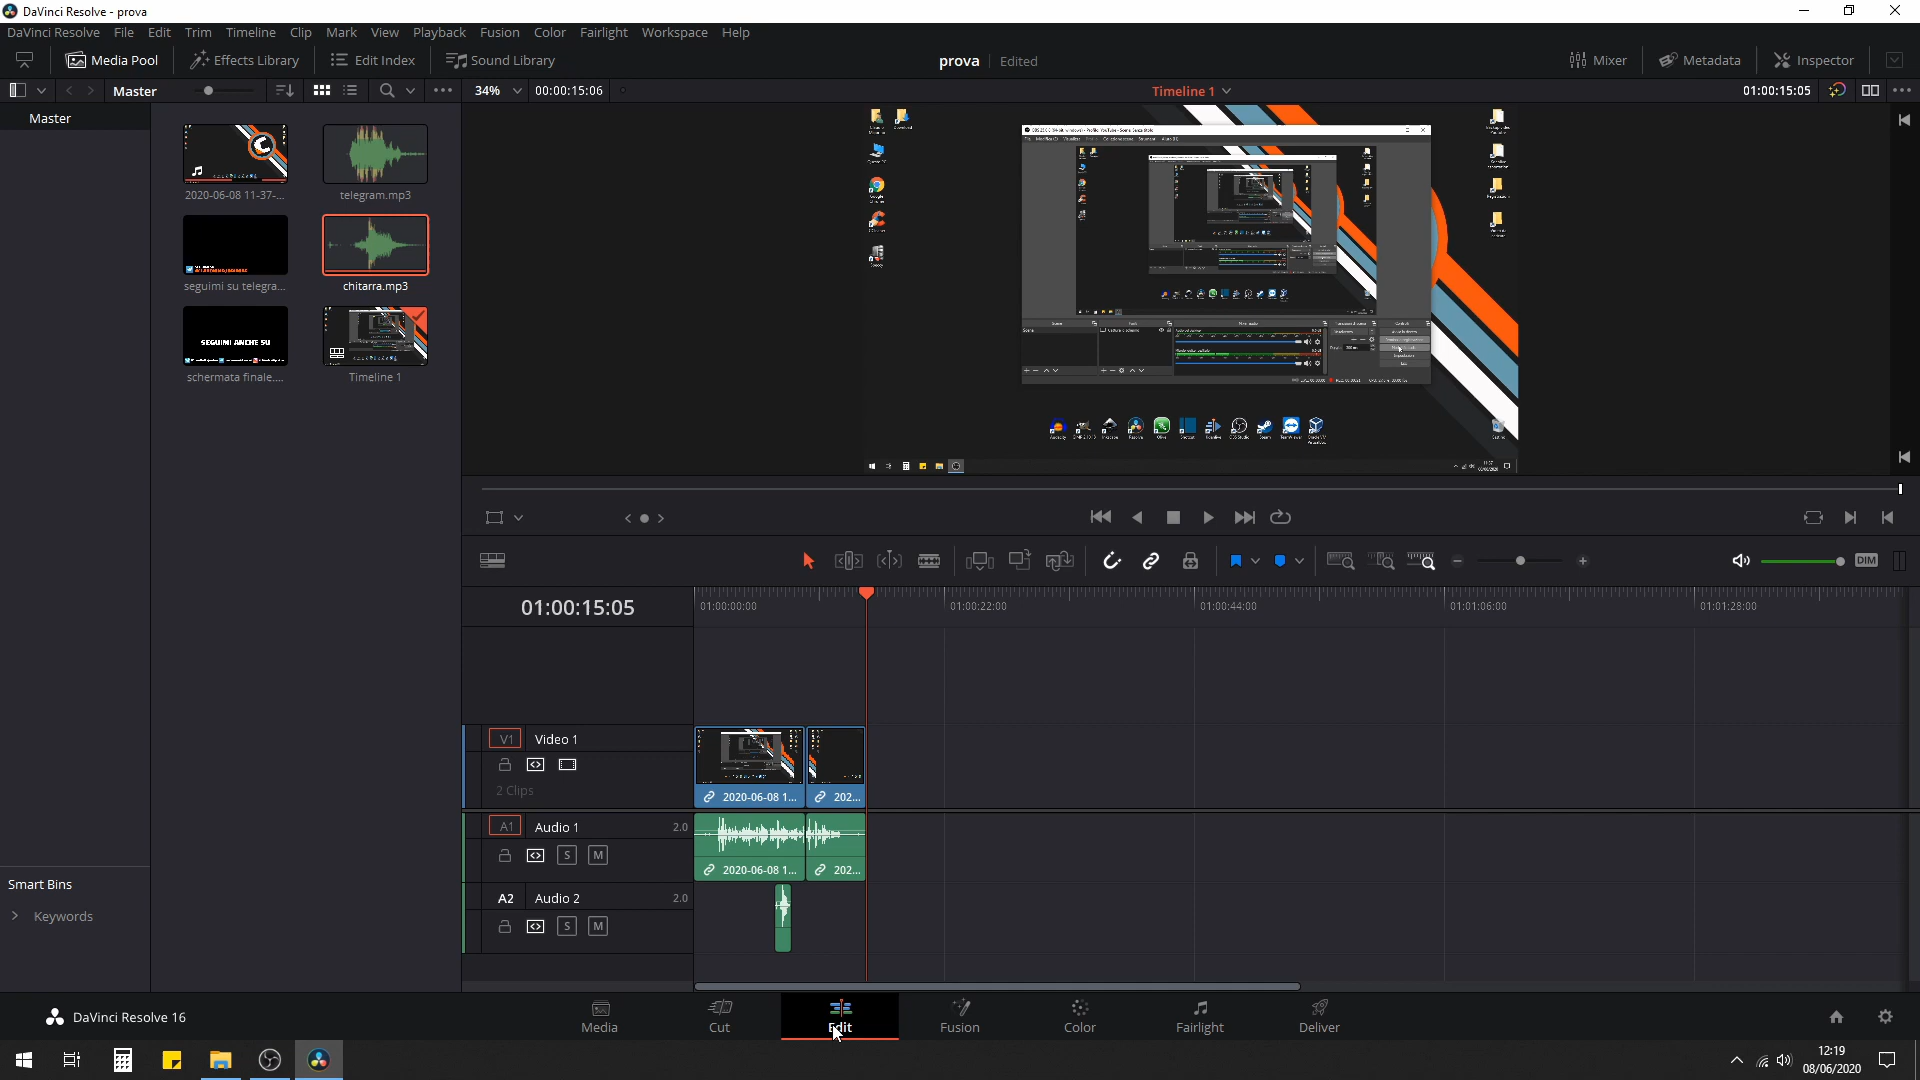 DaVinci Resolve - prova
DaVinci Resolve File Edit Trim Timeline Clip Mark View Playback Fusion Color Fairlight Workspace Help
Media Pool Effects Library Edit Index Sound Library
prova Edited
Mixer Metadata Inspector
Master
34% 00:00:15:06
Timeline 1
01:00:15:05
Master
2020-06-08 11-37-...
telegram.mp3
seguimi su telegra...
chitarra.mp3
SEGUIMI ANCHE SU
schermata finale....
Timeline 1
DIM
01:00:15:05
01:00:00:00 01:00:22:00 01:00:44:00 01:01:06:00 01:01:28:00
V1 Video 1
2 Clips
2020-06-08 1... 202...
A1 Audio 1 2.0
S M
2020-06-08 1... 202...
A2 Audio 2 2.0
S M
Smart Bins
Keywords
DaVinci Resolve 16
Media Cut Edit Fusion Color Fairlight Deliver
12:19
08/06/2020